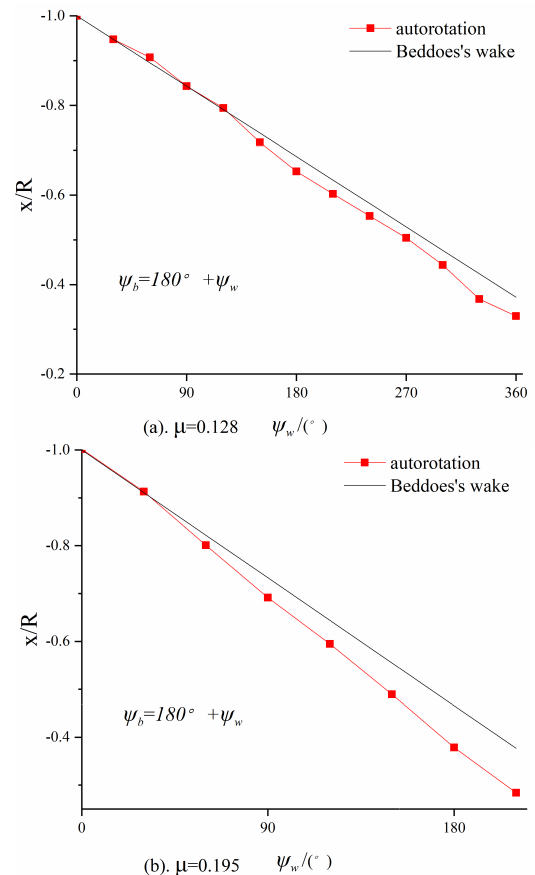 -1.0
autorotation
Beddoes's wake
-0.8
x/R
-0.6
-0.4
ψb=180° +ψw
-0.2
0 90 180 270 360
(a). μ=0.128 ψw/(°)
-1.0
autorotation
Beddoes's wake
-0.8
x/R
-0.6
ψb=180° +ψw
-0.4
0 90 180
(b). μ=0.195 ψw/(°)